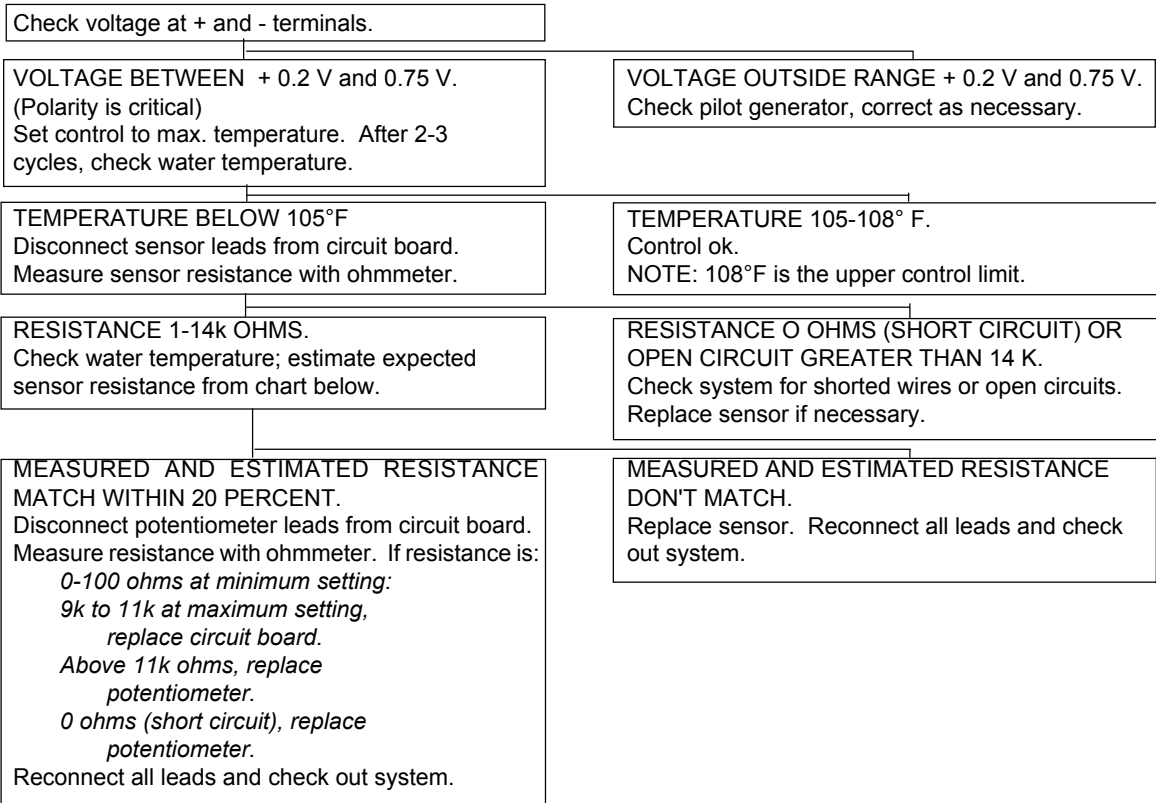 Check voltage at + and - terminals.
VOLTAGE BETWEEN + 0.2 V and 0.75 V.
(Polarity is critical)
Set control to max. temperature. After 2-3
cycles, check water temperature.
VOLTAGE OUTSIDE RANGE + 0.2 V and 0.75 V.
Check pilot generator, correct as necessary.
TEMPERATURE BELOW 105°F
Disconnect sensor leads from circuit board.
Measure sensor resistance with ohmmeter.
TEMPERATURE 105-108° F.
Control ok.
NOTE: 108°F is the upper control limit.
RESISTANCE 1-14k OHMS.
Check water temperature; estimate expected
sensor resistance from chart below.
RESISTANCE O OHMS (SHORT CIRCUIT) OR
OPEN CIRCUIT GREATER THAN 14 K.
Check system for shorted wires or open circuits.
Replace sensor if necessary.
MEASURED AND ESTIMATED RESISTANCE
MATCH WITHIN 20 PERCENT.
Disconnect potentiometer leads from circuit board.
Measure resistance with ohmmeter. If resistance is:
0-100 ohms at minimum setting:
9k to 11k at maximum setting,
replace circuit board.
Above 11k ohms, replace
potentiometer.
0 ohms (short circuit), replace
potentiometer.
Reconnect all leads and check out system.
MEASURED AND ESTIMATED RESISTANCE
DON'T MATCH.
Replace sensor. Reconnect all leads and check
out system.